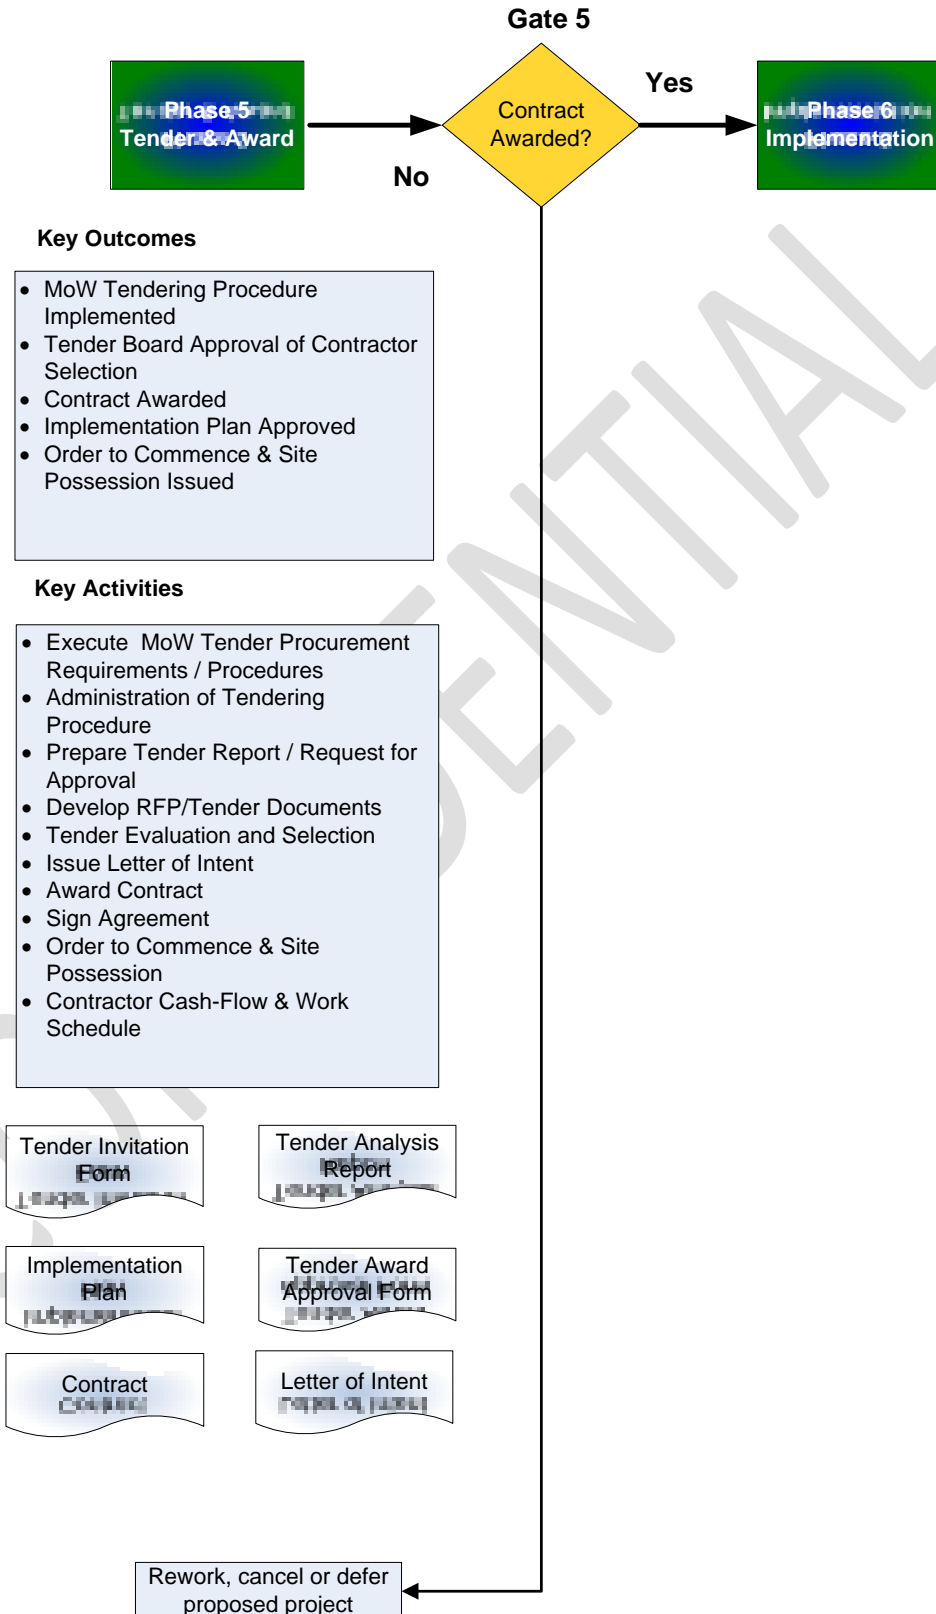 Gate 5
Phase 5
Tender & Award
Contract
Awarded?
Yes
No
Phase 6
Implementation
Key Outcomes
• MoW Tendering Procedure
Implemented
• Tender Board Approval of Contractor
Selection
• Contract Awarded
• Implementation Plan Approved
• Order to Commence & Site
Possession Issued
Key Activities
• Execute  MoW Tender Procurement
Requirements / Procedures
• Administration of Tendering
Procedure
• Prepare Tender Report / Request for
Approval
• Develop RFP/Tender Documents
• Tender Evaluation and Selection
• Issue Letter of Intent
• Award Contract
• Sign Agreement
• Order to Commence & Site
Possession
• Contractor Cash-Flow & Work
Schedule
Tender Invitation
Form
Tender Analysis
Report
Implementation
Plan
Tender Award
Approval Form
Contract
Letter of Intent
Rework, cancel or defer
proposed project
DENTIAL